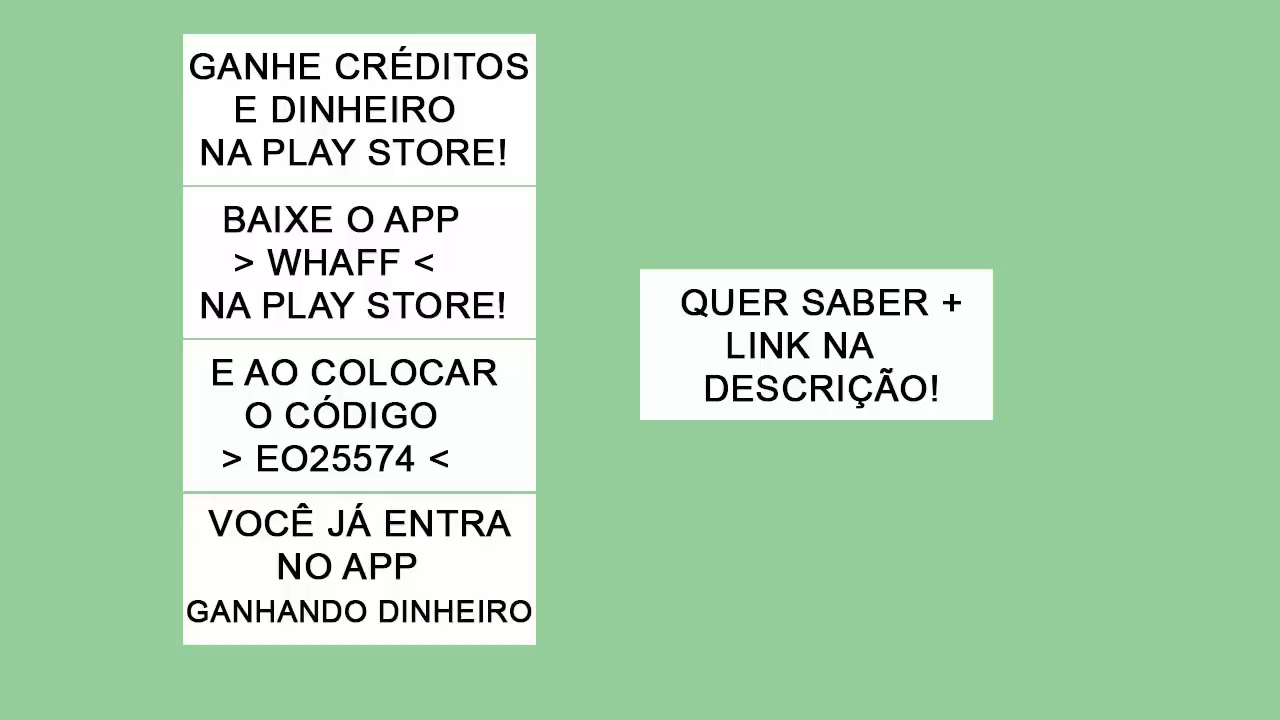 GANHE CRÉDITOS
E DINHEIRO
NA PLAY STORE!
BAIXE O APP
> WHAFF <
NA PLAY STORE!
E AO COLOCAR
O CÓDIGO
> EO25574 <
VOCÊ JÁ ENTRA
NO APP
GANHANDO DINHEIRO
QUER SABER +
LINK NA
DESCRIÇÃO!